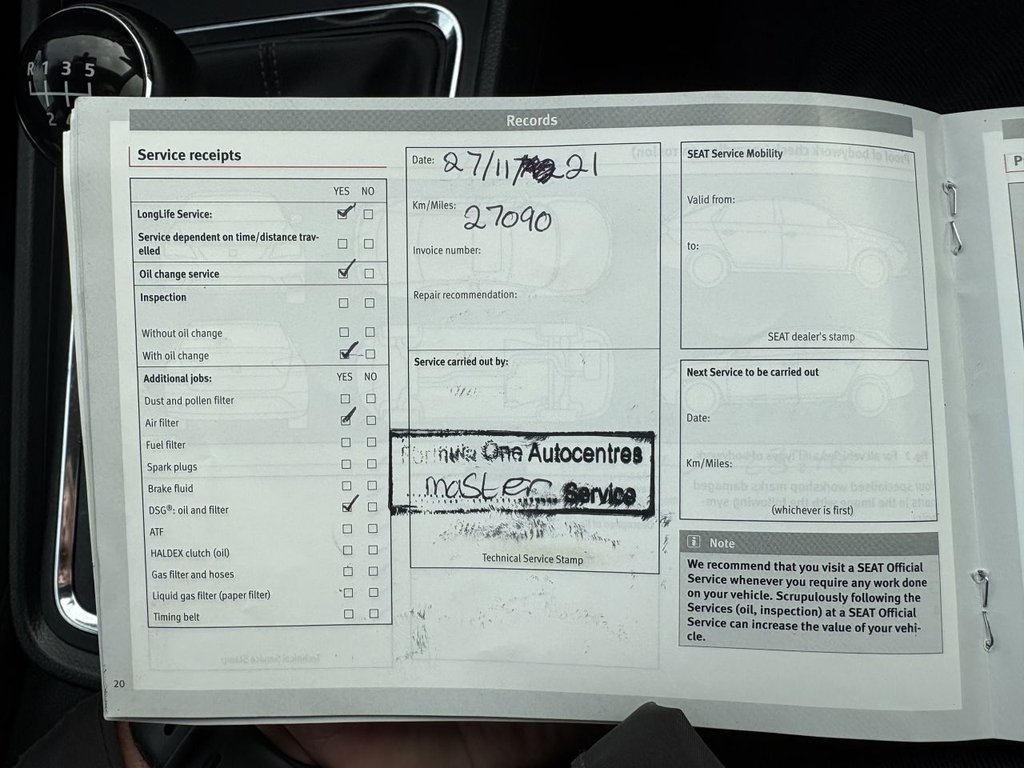 R 1 3 5
2
Records
Service receipts
YES NO
LongLife Service:
Service dependent on time/distance trav-
elled
Oil change service
Inspection
Without oil change
With oil change
Additional jobs: YES NO
Dust and pollen filter
Air filter
Fuel filter
Spark plugs
Brake fluid
DSG®: oil and filter
ATF
HALDEX clutch (oil)
Gas filter and hoses
Liquid gas filter (paper filter)
Timing belt
20
Date: 27/11/ 21
Km/Miles: 27090
Invoice number:
Repair recommendation:
Service carried out by:
Formula One Autocentres
master Service
Technical Service Stamp
SEAT Service Mobility
Valid from:
to:
SEAT dealer's stamp
Next Service to be carried out
Date:
Km/Miles:
(whichever is first)
i Note
We recommend that you visit a SEAT Official
Service whenever you require any work done
on your vehicle. Scrupulously following the
Services (oil, inspection) at a SEAT Official
Service can increase the value of your vehi-
cle.
P